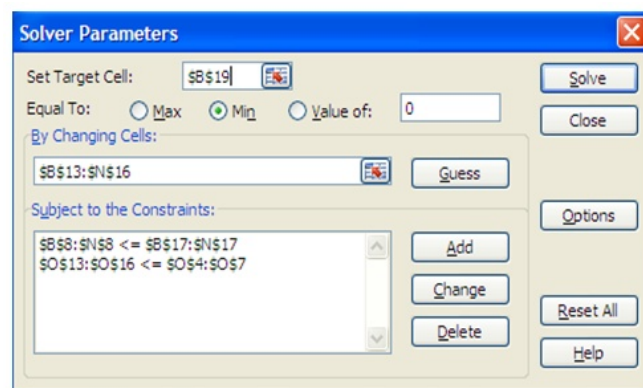 Solver Parameters
Set Target Cell: $B$19 Solve
Equal To: Max Min Value of: 0 Close
By Changing Cells:
$B$13:$N$16 Guess
Subject to the Constraints: Options
$B$8:$N$8 <= $B$17:$N$17 Add
$O$13:$O$16 <= $O$4:$O$7
Change
Reset All
Delete
Help